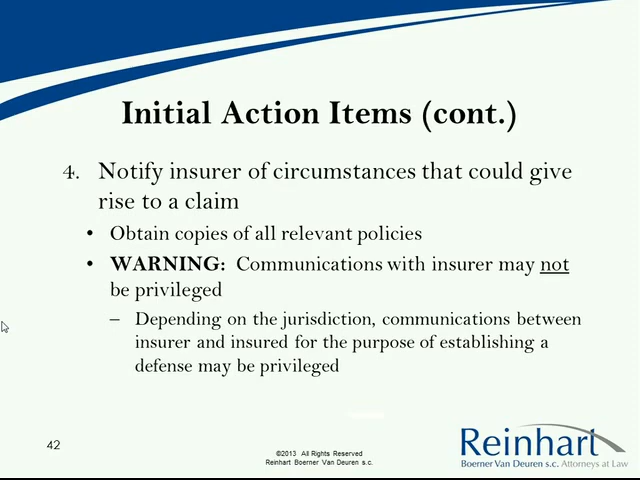 Initial Action Items (cont.)
4. Notify insurer of circumstances that could give
rise to a claim
• Obtain copies of all relevant policies
• WARNING: Communications with insurer may not
be privileged
– Depending on the jurisdiction, communications between
insurer and insured for the purpose of establishing a
defense may be privileged
42
©2013 All Rights Reserved
Reinhart Boerner Van Deuren s.c.
Reinhart
Boerner Van Deuren s.c. Attorneys at Law